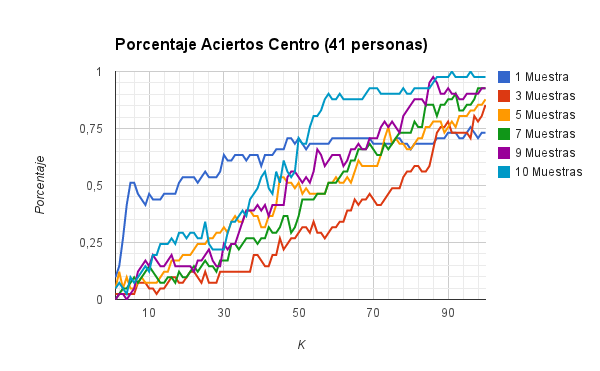 Porcentaje Aciertos Centro (41 personas)
1
0,75
0,5
0,25
0
Porcentaje
10
30
50
70
90
K
1 Muestra
3 Muestras
5 Muestras
7 Muestras
9 Muestras
10 Muestras